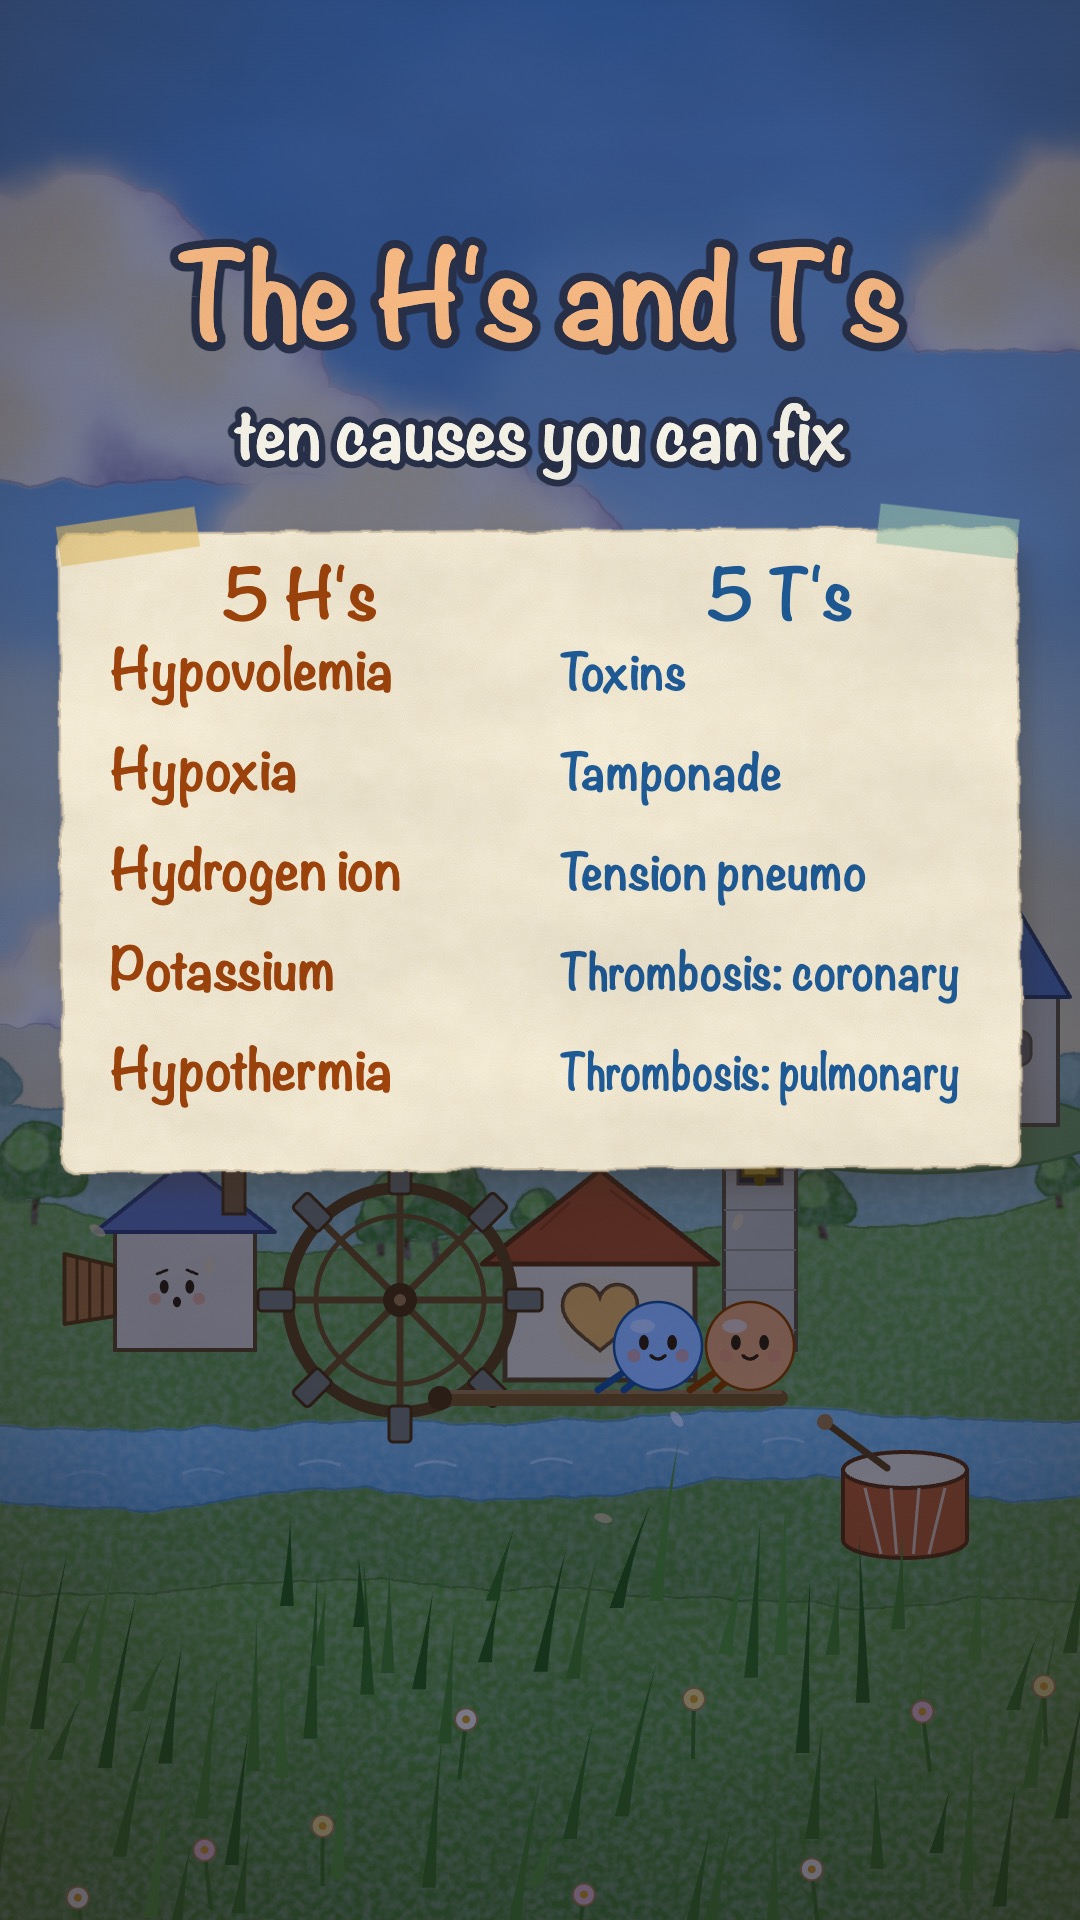 The H's and T's
ten causes you can fix
5 H's
Hypovolemia
Hypoxia
Hydrogen ion
Potassium
Hypothermia
5 T's
Toxins
Tamponade
Tension pneumo
Thrombosis: coronary
Thrombosis: pulmonary